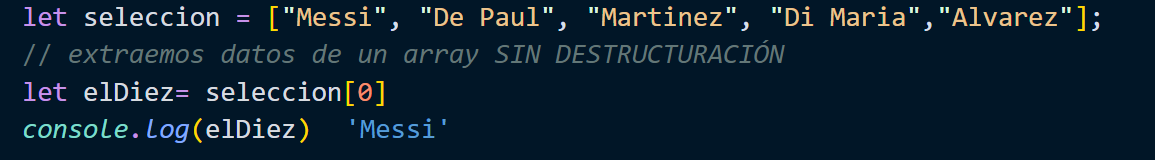 let seleccion = ["Messi", "De Paul", "Martinez", "Di Maria","Alvarez"];
// extraemos datos de un array SIN DESTRUCTURACIÓN
let elDiez= seleccion[0]
console.log(elDiez)  'Messi'